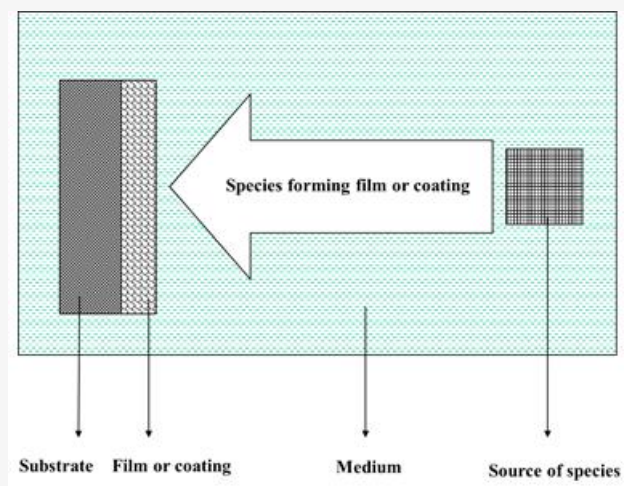 Species forming film or coating
Substrate
Film or coating
Medium
Source of species